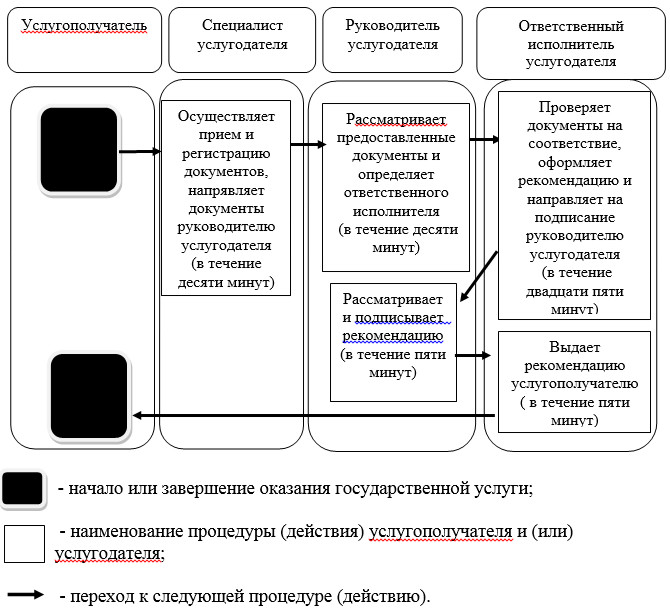 Услугополучатель
Специалист
услугодателя
Руководитель
услугодателя
Ответственный
исполнитель
услугодателя
Осуществляет
прием и
регистрацию
документов,
напрявляет
документы
руководителю
услугодателя
(в течение
десяти минут)
Рассматривает
предоставленные
документы и
определяет
ответственного
исполнителя
(в течение десяти
минут)
Проверяет
документы на
соответствие,
оформляет
рекомендацию и
направляет на
подписание
руководителю
услугодателя
(в течение
двадцати пяти
минут)
Рассматривает
и подписывает
рекомендацию
(в течение пяти
минут)
Выдает
рекомендацию
услугополучателю
( в течение пяти
минут)
- начало или завершение оказания государственной услуги;
- наименование процедуры (действия) услугополучателя и (или)
услугодателя;
- переход к следующей процедуре (действию).